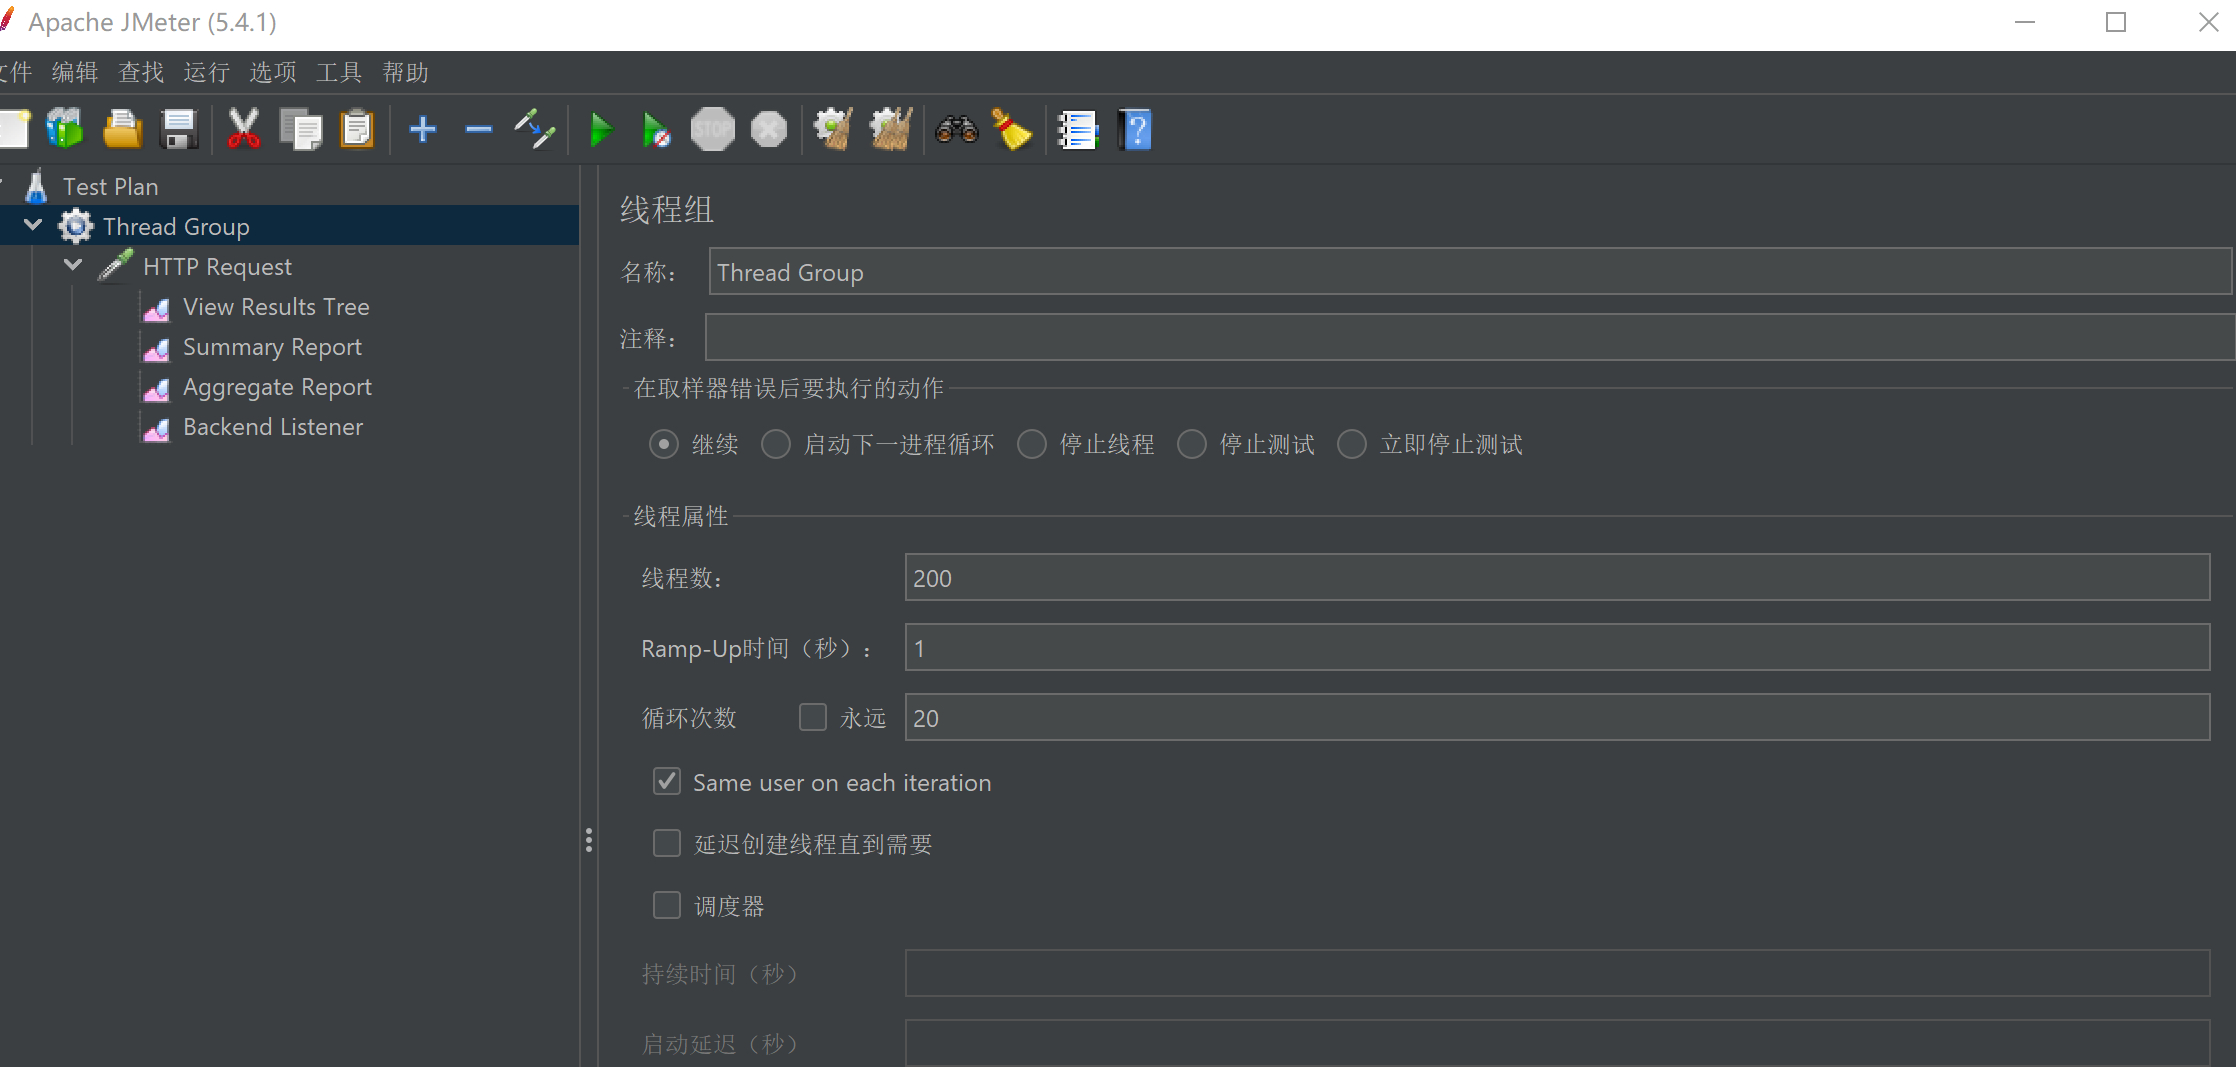 Apache JMeter (5.4.1)
文件 编辑 查找 运行 选项 工具 帮助
STOP
Test Plan
Thread Group
HTTP Request
View Results Tree
Summary Report
Aggregate Report
Backend Listener
线程组
名称： Thread Group
注释：
在取样器错误后要执行的动作
继续 启动下一进程循环 停止线程 停止测试 立即停止测试
线程属性
线程数： 200
Ramp-Up时间（秒）： 1
循环次数 永远 20
Same user on each iteration
延迟创建线程直到需要
调度器
持续时间（秒）
启动延迟（秒）